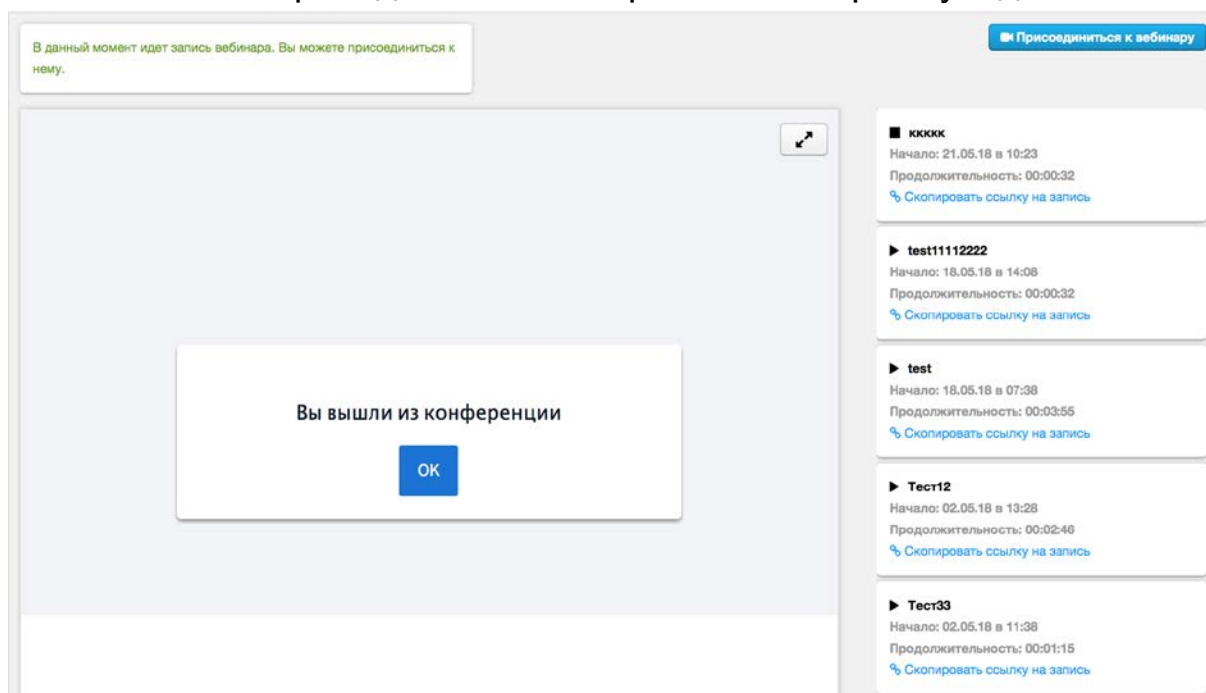 В данный момент идет запись вебинара. Вы можете присоединиться к
нему.
Присоединиться к вебинару
ккккк
Начало: 21.05.18 в 10:23
Продолжительность: 00:00:32
Скопировать ссылку на запись
test11112222
Начало: 18.05.18 в 14:08
Продолжительность: 00:00:32
Скопировать ссылку на запись
test
Начало: 18.05.18 в 07:38
Продолжительность: 00:03:55
Скопировать ссылку на запись
Вы вышли из конференции
OK
Тест12
Начало: 02.05.18 в 13:28
Продолжительность: 00:02:46
Скопировать ссылку на запись
Тест33
Начало: 02.05.18 в 11:38
Продолжительность: 00:01:15
Скопировать ссылку на запись